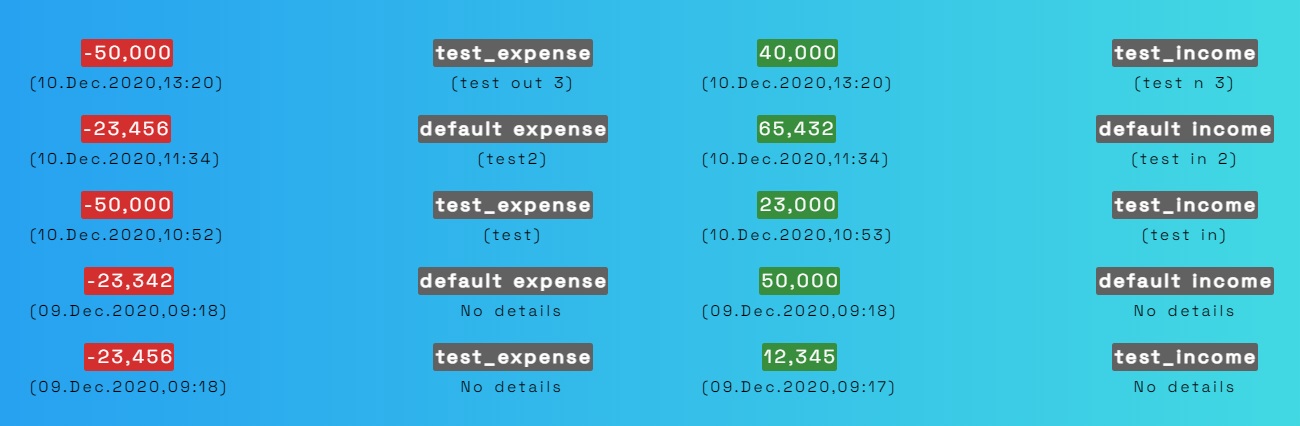 -50,000 test_expense 40,000 test_income
(10.Dec.2020,13:20) (test out 3) (10.Dec.2020,13:20) (test n 3)
-23,456 default expense 65,432 default income
(10.Dec.2020,11:34) (test2) (10.Dec.2020,11:34) (test in 2)
-50,000 test_expense 23,000 test_income
(10.Dec.2020,10:52) (test) (10.Dec.2020,10:53) (test in)
-23,342 default expense 50,000 default income
(09.Dec.2020,09:18) No details (09.Dec.2020,09:18) No details
-23,456 test_expense 12,345 test_income
(09.Dec.2020,09:18) No details (09.Dec.2020,09:17) No details